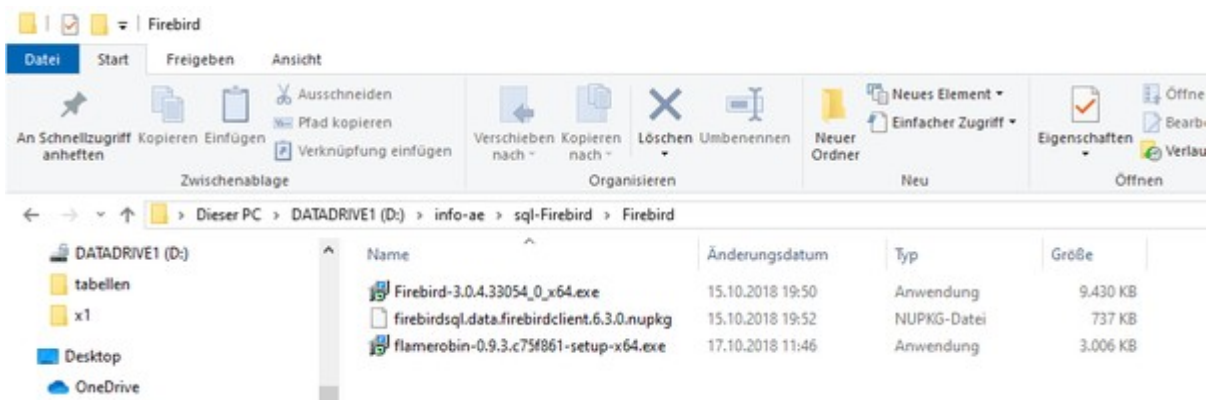 Firebird
Datei Start Freigeben Ansicht
An Schnellzugriff anheften
Kopieren
Einfügen
Ausschneiden
Pfad kopieren
Verknüpfung einfügen
Zwischenablage
Verschieben nach
Kopieren nach
Löschen
Umbenennen
Organisieren
Neuer Ordner
Neues Element
Einfacher Zugriff
Neu
Eigenschaften
Öffne
Bearb
Verlau
Öffnen
Dieser PC > DATADRIVE1 (D:) > info-ae > sql-Firebird > Firebird
DATADRIVE1 (D:)
tabellen
x1
Desktop
OneDrive
Name Änderungsdatum Typ Größe
Firebird-3.0.4.33054_0_x64.exe 15.10.2018 19:50 Anwendung 9.430 KB
firebirdsql.data.firebirdclient.6.3.0.nupkg 15.10.2018 19:52 NUPKG-Datei 737 KB
flamerobin-0.9.3.c75f861-setup-x64.exe 17.10.2018 11:46 Anwendung 3.006 KB